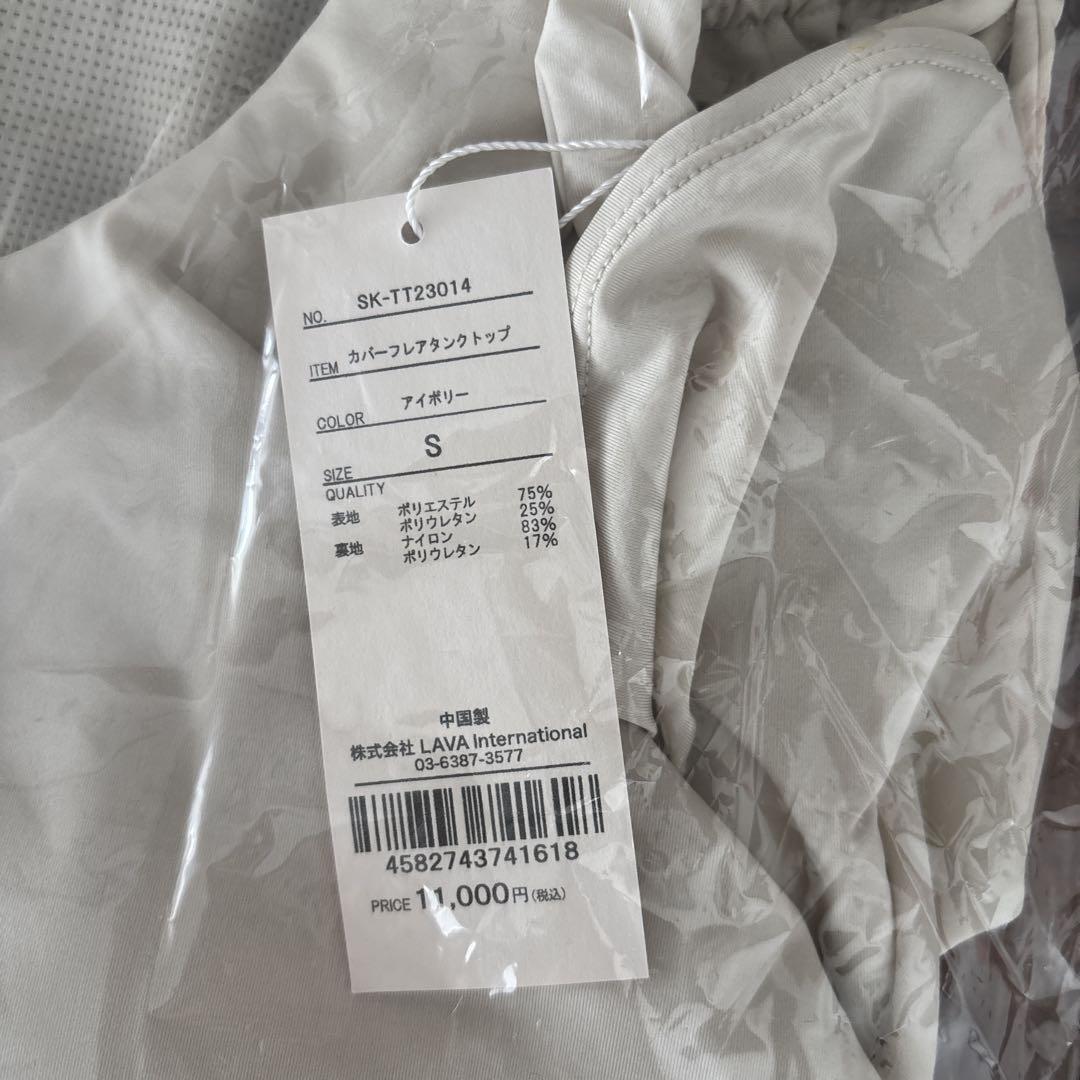 NO. SK-TT23014
ITEM カバーフレアタンクトップ
COLOR アイボリー
SIZE S
QUALITY
表地 ポリエステル 75%
ポリウレタン 25%
裏地 ナイロン 83%
ポリウレタン 17%
中国製
株式会社 LAVA International
03-6387-3577
4582743741618
PRICE 11,000円(税込)